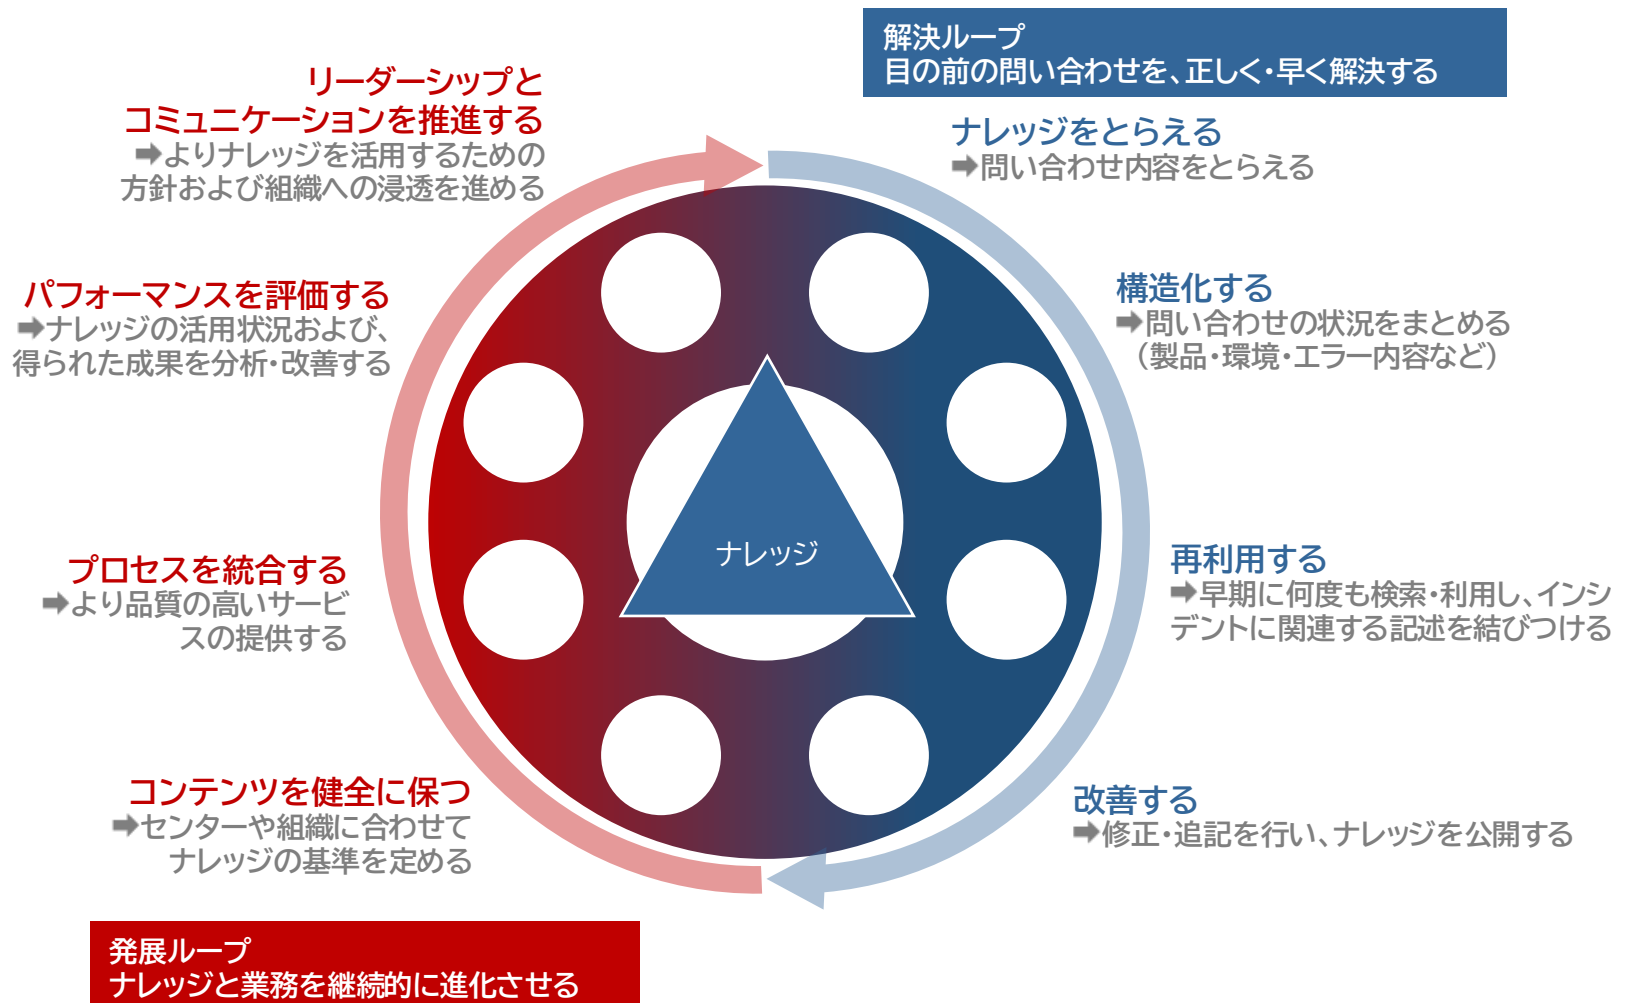 解決ループ
目の前の問い合わせを、正しく・早く解決する
ナレッジをとらえる
➡問い合わせ内容をとらえる
構造化する
➡問い合わせの状況をまとめる
（製品・環境・エラー内容など）
再利用する
➡早期に何度も検索・利用し、インシ
デントに関連する記述を結びつける
改善する
➡修正・追記を行い、ナレッジを公開する
リーダーシップと
コミュニケーションを推進する
➡よりナレッジを活用するための
方針および組織への浸透を進める
パフォーマンスを評価する
➡ナレッジの活用状況および、
得られた成果を分析・改善する
プロセスを統合する
➡より品質の高いサービ
スの提供する
コンテンツを健全に保つ
➡センターや組織に合わせて
ナレッジの基準を定める
ナレッジ
発展ループ
ナレッジと業務を継続的に進化させる